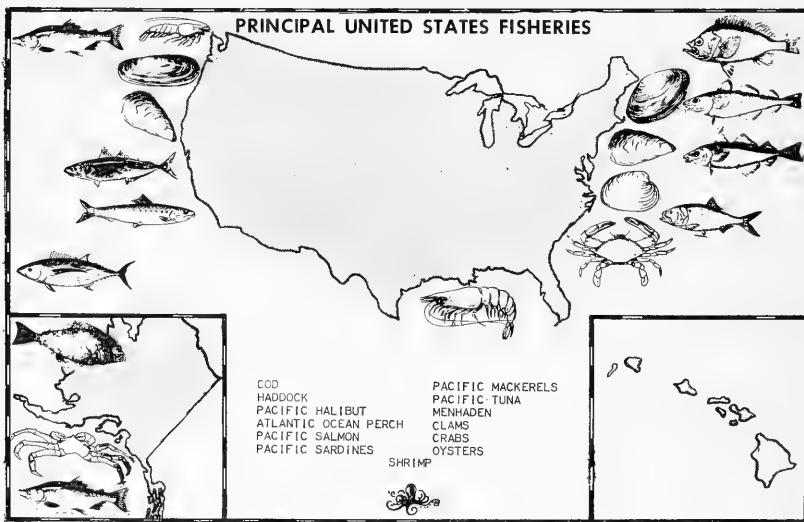 PRINCIPAL UNITED STATES FISHERIES
COD
HADDOCK
PACIFIC HALIBUT
ATLANTIC OCEAN PERCH
PACIFIC SALMON
PACIFIC SARDINES
PACIFIC MACKERELS
PACIFIC TUNA
MENHADEN
CLAMS
CRABS
OYSTERS
SHRIMP